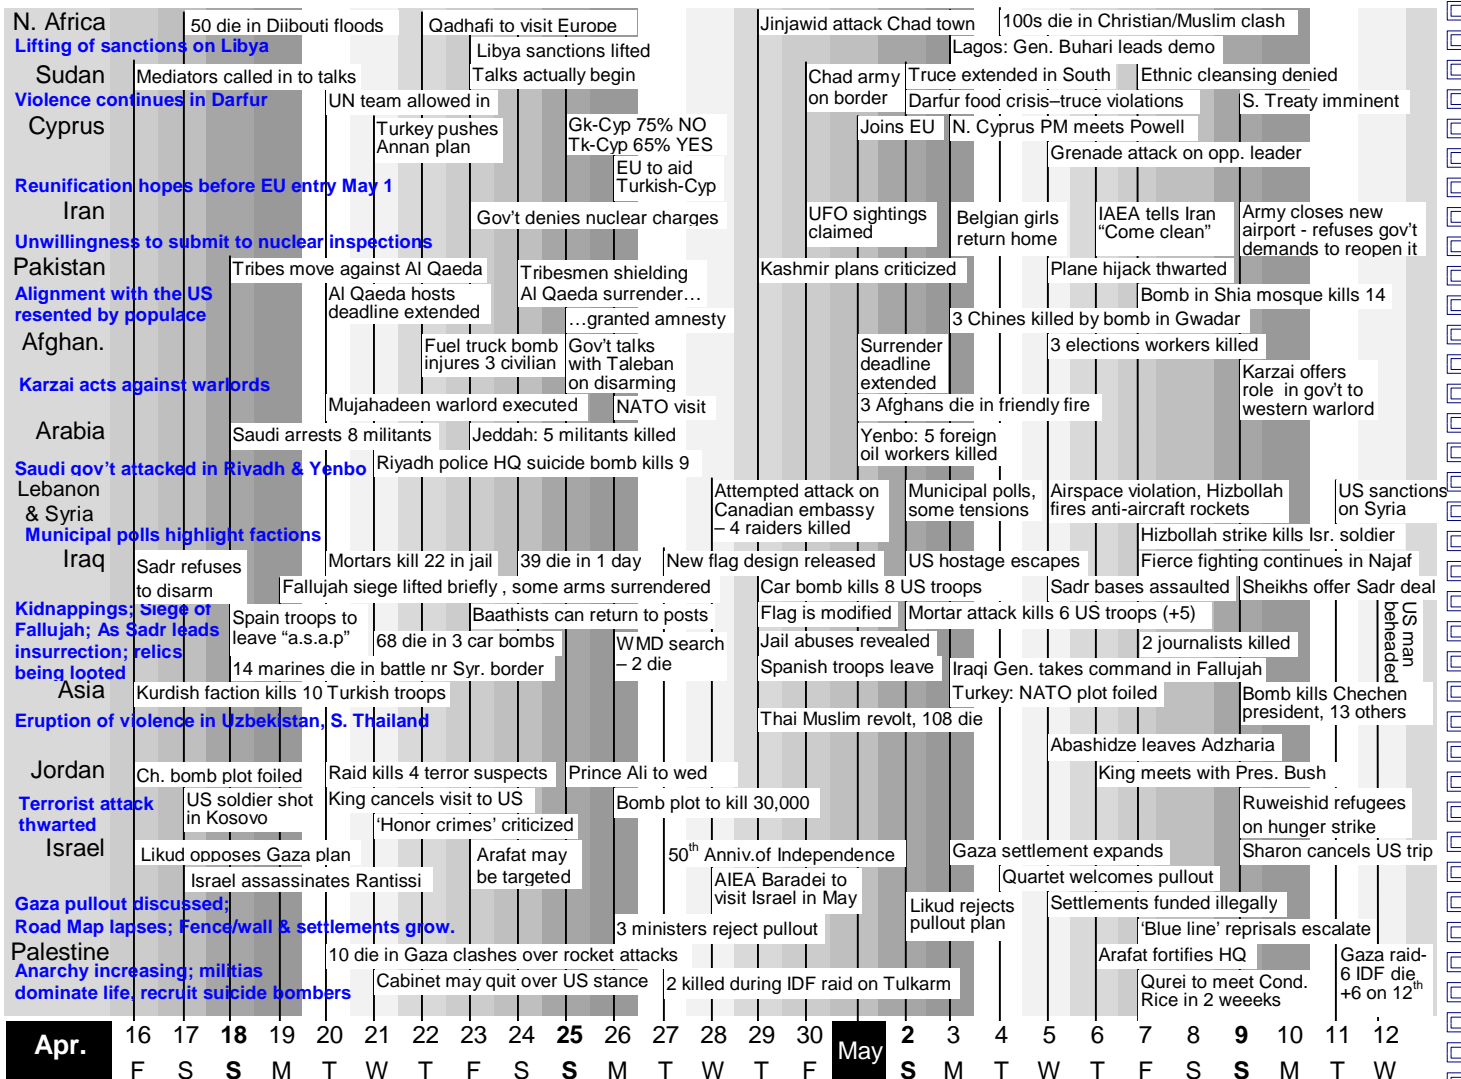 N. Africa
50 die in Djibouti floods
Qadhafi to visit Europe
Jinjawid attack Chad town
100s die in Christian/Muslim clash
Lifting of sanctions on Libya
Libya sanctions lifted
Lagos: Gen. Buhari leads demo
Sudan
Mediators called in to talks
Talks actually begin
Chad army
on border
Truce extended in South
Ethnic cleansing denied
Violence continues in Darfur
UN team allowed in
Darfur food crisis–truce violations
S. Treaty imminent
Cyprus
Turkey pushes
Annan plan
Gk-Cyp 75% NO
Tk-Cyp 65% YES
Joins EU
N. Cyprus PM meets Powell
Grenade attack on opp. leader
EU to aid
Turkish-Cyp
Reunification hopes before EU entry May 1
Iran
Gov't denies nuclear charges
UFO sightings
claimed
Belgian girls
return home
IAEA tells Iran
“Come clean”
Army closes new
airport - refuses gov't
demands to reopen it
Unwillingness to submit to nuclear inspections
Pakistan
Tribes move against Al Qaeda
Tribesmen shielding
Al Qaeda surrender…
Kashmir plans criticized
Plane hijack thwarted
Alignment with the US
resented by populace
Al Qaeda hosts
deadline extended
Bomb in Shia mosque kills 14
…granted amnesty
3 Chines killed by bomb in Gwadar
Afghan.
Fuel truck bomb
injures 3 civilian
Gov't talks
with Taleban
on disarming
Surrender
deadline
extended
3 elections workers killed
Karzai offers
role in gov't to
western warlord
Karzai acts against warlords
Mujahadeen warlord executed
NATO visit
3 Afghans die in friendly fire
Arabia
Saudi arrests 8 militants
Jeddah: 5 militants killed
Yenbo: 5 foreign
oil workers killed
Saudi gov't attacked in Riyadh & Yenbo
Riyadh police HQ suicide bomb kills 9
Lebanon
& Syria
Attempted attack on
Canadian embassy
– 4 raiders killed
Municipal polls,
some tensions
Airspace violation, Hizbollah
fires anti-aircraft rockets
US sanctions
on Syria
Municipal polls highlight factions
Hizbollah strike kills Isr. soldier
Iraq
Sadr refuses
to disarm
Mortars kill 22 in jail
39 die in 1 day
New flag design released
US hostage escapes
Fierce fighting continues in Najaf
Fallujah siege lifted briefly , some arms surrendered
Car bomb kills 8 US troops
Sadr bases assaulted
Sheikhs offer Sadr deal
Kidnappings; Siege of
Fallujah; As Sadr leads
insurrection; relics
being looted
Spain troops to
leave “a.s.a.p”
Baathists can return to posts
Flag is modified
Mortar attack kills 6 US troops (+5)
US man
beheaded
68 die in 3 car bombs
WMD search
– 2 die
Jail abuses revealed
2 journalists killed
14 marines die in battle nr Syr. border
Spanish troops leave
Iraqi Gen. takes command in Fallujah
Asia
Kurdish faction kills 10 Turkish troops
Turkey: NATO plot foiled
Bomb kills Chechen
president, 13 others
Eruption of violence in Uzbekistan, S. Thailand
Thai Muslim revolt, 108 die
Abashidze leaves Adzharia
Jordan
Ch. bomb plot foiled
Raid kills 4 terror suspects
Prince Ali to wed
King meets with Pres. Bush
Terrorist attack
thwarted
US soldier shot
in Kosovo
King cancels visit to US
Bomb plot to kill 30,000
Ruweishid refugees
on hunger strike
‘Honor crimes’ criticized
Israel
Likud opposes Gaza plan
Arafat may
be targeted
50th Anniv.of Independence
Gaza settlement expands
Sharon cancels US trip
Israel assassinates Rantissi
AIEA Baradei to
visit Israel in May
Quartet welcomes pullout
Gaza pullout discussed;
Road Map lapses; Fence/wall & settlements grow.
Likud rejects
pullout plan
Settlements funded illegally
3 ministers reject pullout
‘Blue line’ reprisals escalate
Palestine
10 die in Gaza clashes over rocket attacks
Arafat fortifies HQ
Gaza raid-
6 IDF die
+6 on 12th
Anarchy increasing; militias
dominate life, recruit suicide bombers
Cabinet may quit over US stance
2 killed during IDF raid on Tulkarm
Qurei to meet Cond.
Rice in 2 weeeks
Apr. 16 17 18 19 20 21 22 23 24 25 26 27 28 29 30 May 2 3 4 5 6 7 8 9 10 11 12
F S S M T W T F S S M T W T F S M T W T F S S M T W